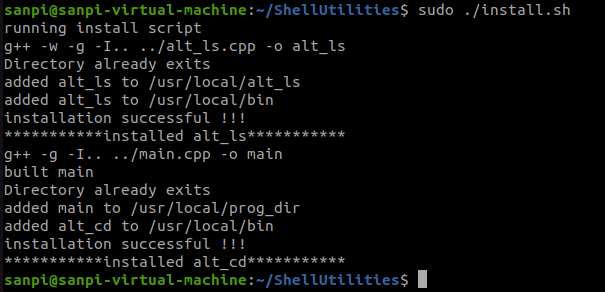 sanpi@sanpi-virtual-machine:~/ShellUtilities$ sudo ./install.sh
running install script
g++ -w -g -I.. ../alt_ls.cpp -o alt_ls
Directory already exits
added alt_ls to /usr/local/alt_ls
added alt_ls to /usr/local/bin
installation successful !!!
***********installed alt_ls***********
g++ -g -I.. ../main.cpp -o main
built main
Directory already exits
added main to /usr/local/prog_dir
added alt_cd to /usr/local/bin
installation successful !!!
***********installed alt_cd***********
sanpi@sanpi-virtual-machine:~/ShellUtilities$